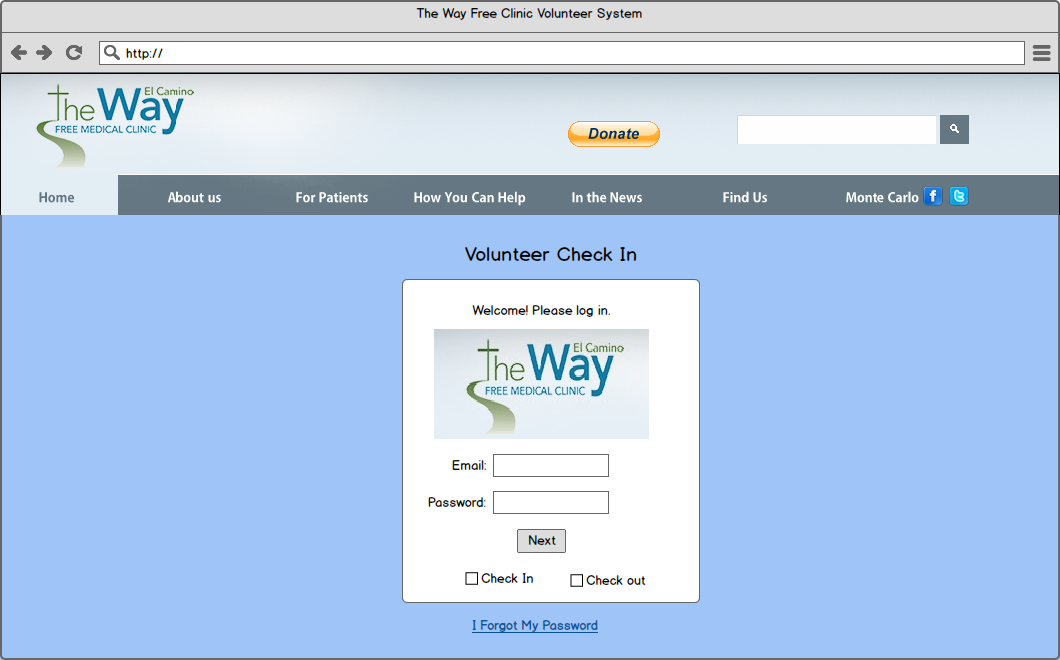 The Way Free Clinic Volunteer System
http://
The Way El Camino
FREE MEDICAL CLINIC
Donate
Home About us For Patients How You Can Help In the News Find Us Monte Carlo f t
Volunteer Check In
Welcome! Please log in.
The Way El Camino
FREE MEDICAL CLINIC
Email:
Password:
Next
Check In Check out
I Forgot My Password